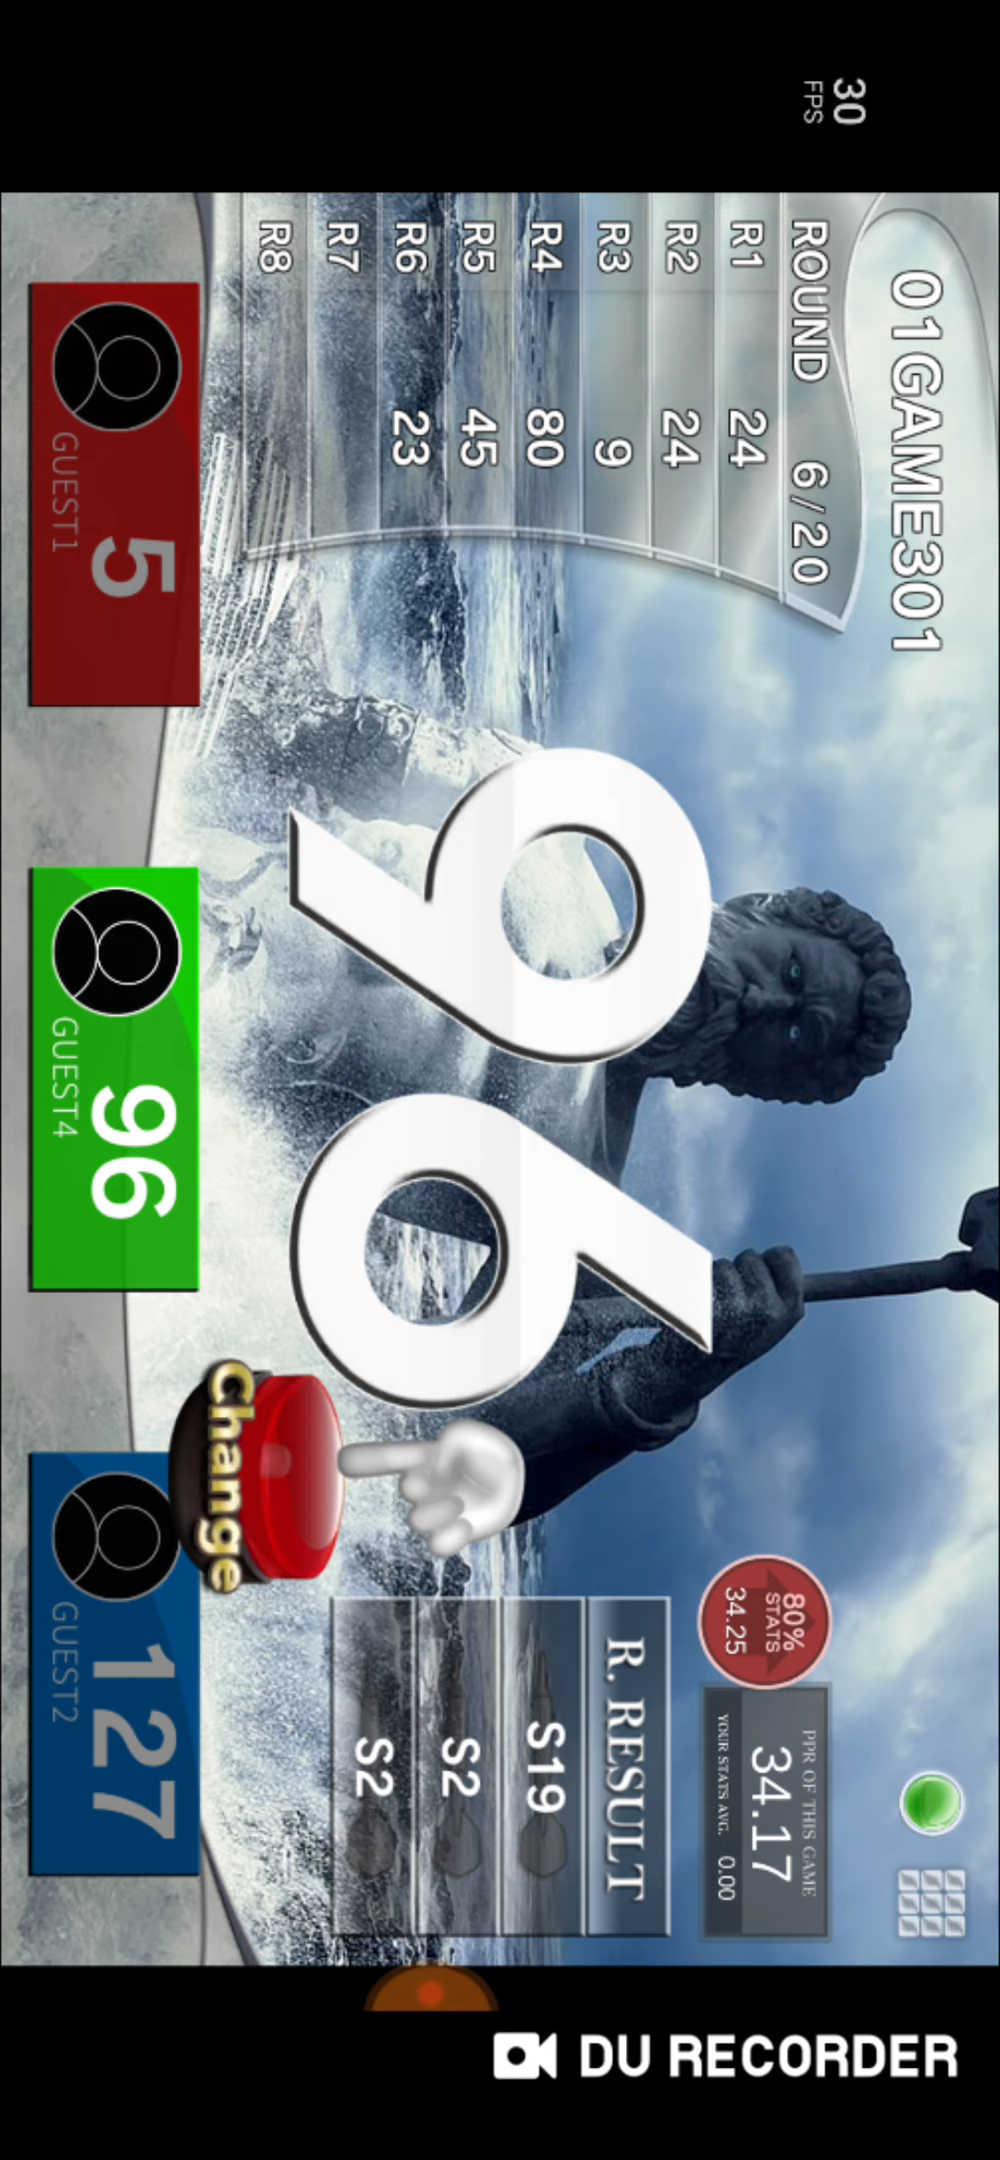 30
FPS
01GAME301
ROUND 6/20
R1 24
R2 24
R3 9
R4 80
R5 45
R6 23
R7
R8
96
80%
STATS
34.25
PPR OF THIS GAME
34.17
YOUR STATS AVG. 0.00
R. RESULT
S19
S2
S2
Change
5
GUEST1
96
GUEST4
127
GUEST2
DU RECORDER